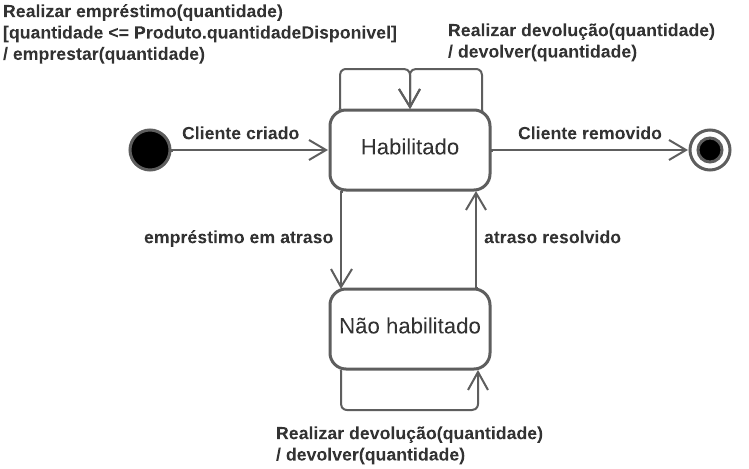 Realizar empréstimo(quantidade)
[quantidade <= Produto.quantidadeDisponivel]
/ emprestar(quantidade)
Realizar devolução(quantidade)
/ devolver(quantidade)
Cliente criado
Habilitado
Cliente removido
empréstimo em atraso
atraso resolvido
Não habilitado
Realizar devolução(quantidade)
/ devolver(quantidade)